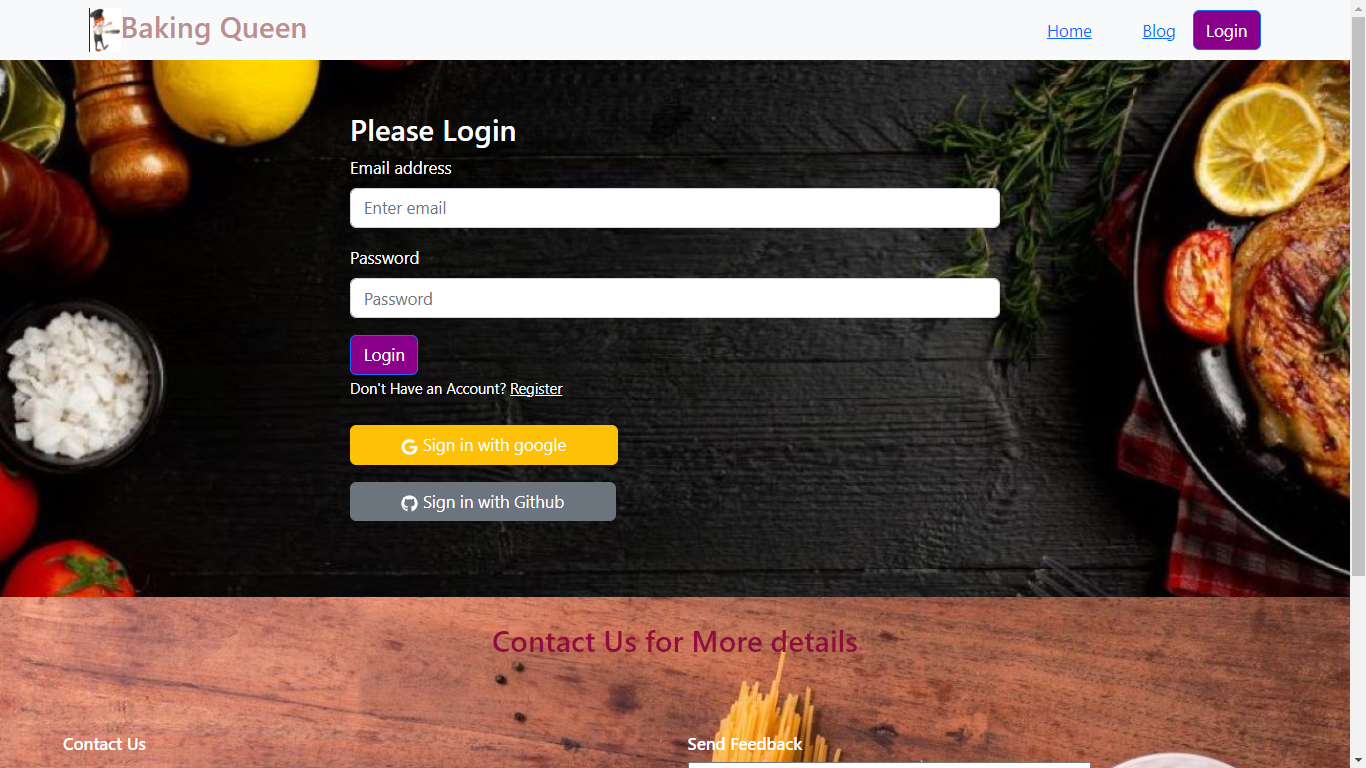 Baking Queen
Home Blog Login
Please Login
Email address
Enter email
Password
Password
Login
Don't Have an Account? Register
Sign in with google
Sign in with Github
Contact Us for More details
Contact Us
Send Feedback